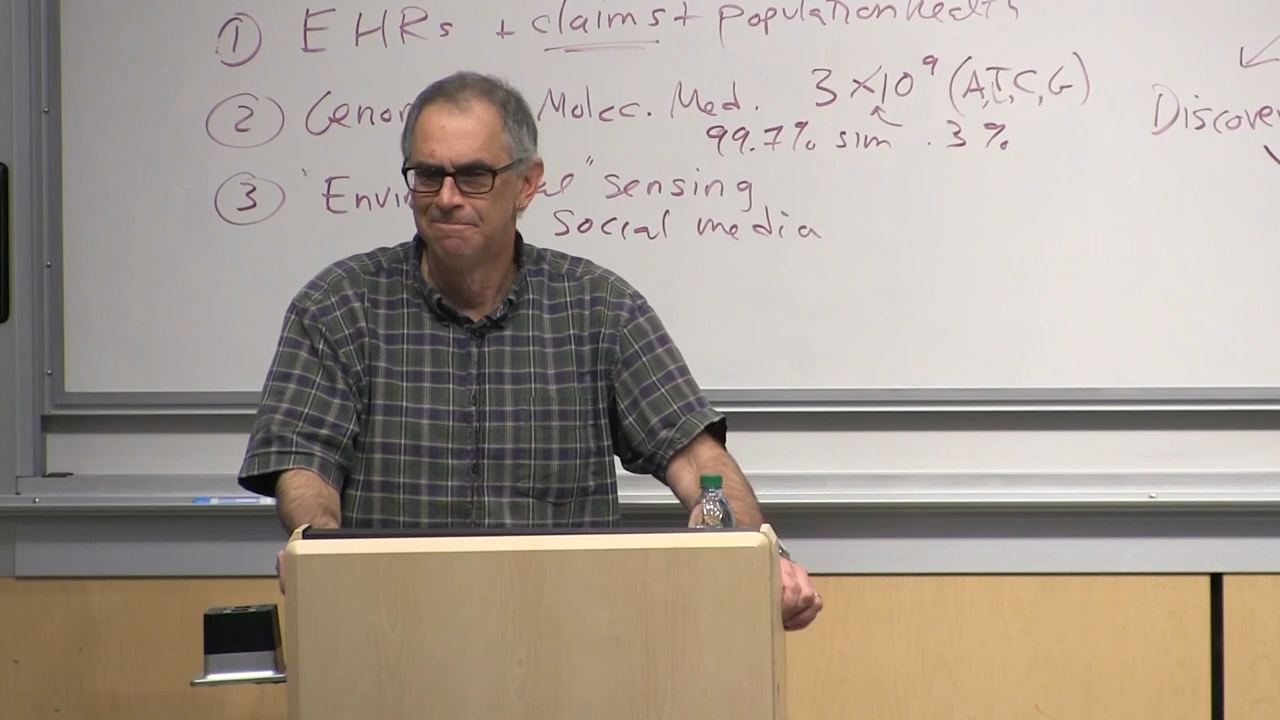 ① EHRs + claims + population health
② Genom Molec. Med. 3 × 10⁹ (A,T,C,G)
99.7% sim .3%
③ "Envi al" sensing
social media
Discove